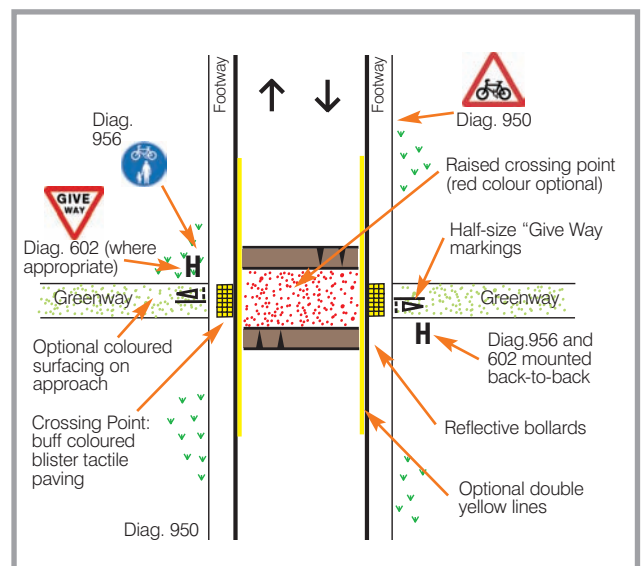 Footway
Footway
Diag.
956
Diag. 950
GIVE
WAY
Raised crossing point
(red colour optional)
Diag. 602 (where
appropriate)
H
Half-size “Give Way
markings
Greenway
Greenway
H
Optional coloured
surfacing on
approach
Diag.956 and
602 mounted
back-to-back
Crossing Point:
buff coloured
blister tactile
paving
Reflective bollards
Optional double
yellow lines
Diag. 950